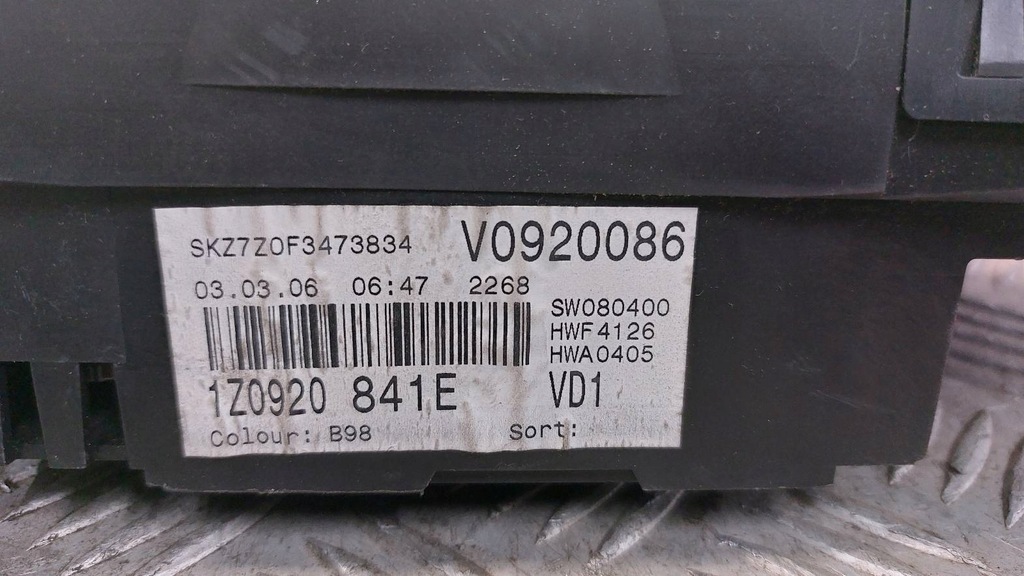 SKZ7Z0F3473834 V0920086
03.03.06 06:47 2268
SW080400
HWF4126
HWA0405
1Z0920 841E VD1
Colour: B98 Sort: